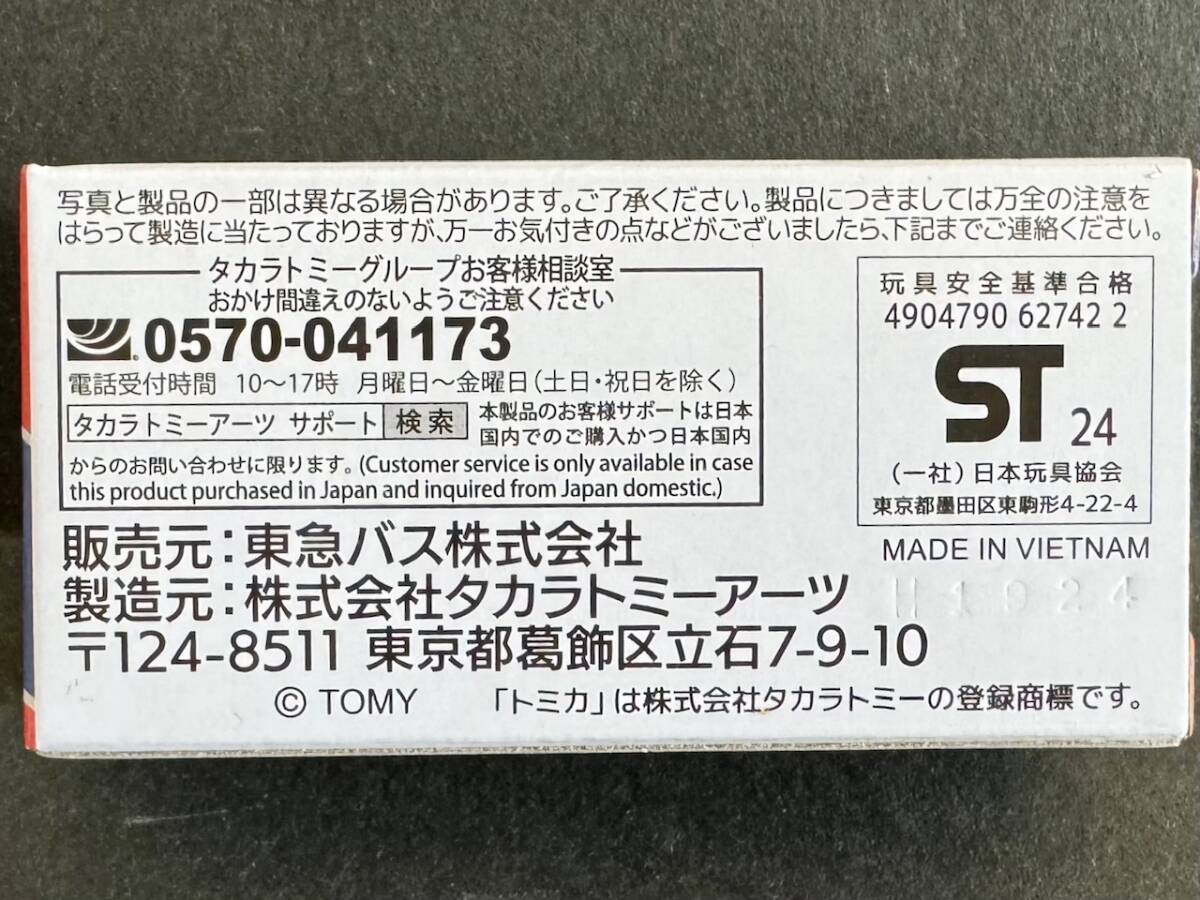 写真と製品の一部は異なる場合があります。ご了承ください。製品につきましては万全の注意を
はらって製造に当たっておりますが、万一お気付きの点などがございましたら、下記までご連絡ください。
タカラトミーグループお客様相談室
おかけ間違えのないようご注意ください
0570-041173
電話受付時間 10〜17時 月曜日〜金曜日(土日・祝日を除く)
タカラトミーアーツ サポート 検索
本製品のお客様サポートは日本
国内でのご購入かつ日本国内
からのお問い合わせに限ります。(Customer service is only available in case
this product purchased in Japan and inquired from Japan domestic.)
玩具安全基準合格
4904790 62742 2
ST 24
(一社)日本玩具協会
東京都墨田区東駒形4-22-4
MADE IN VIETNAM
H1024
販売元:東急バス株式会社
製造元:株式会社タカラトミーアーツ
〒124-8511 東京都葛飾区立石7-9-10
© TOMY 「トミカ」は株式会社タカラトミーの登録商標です。